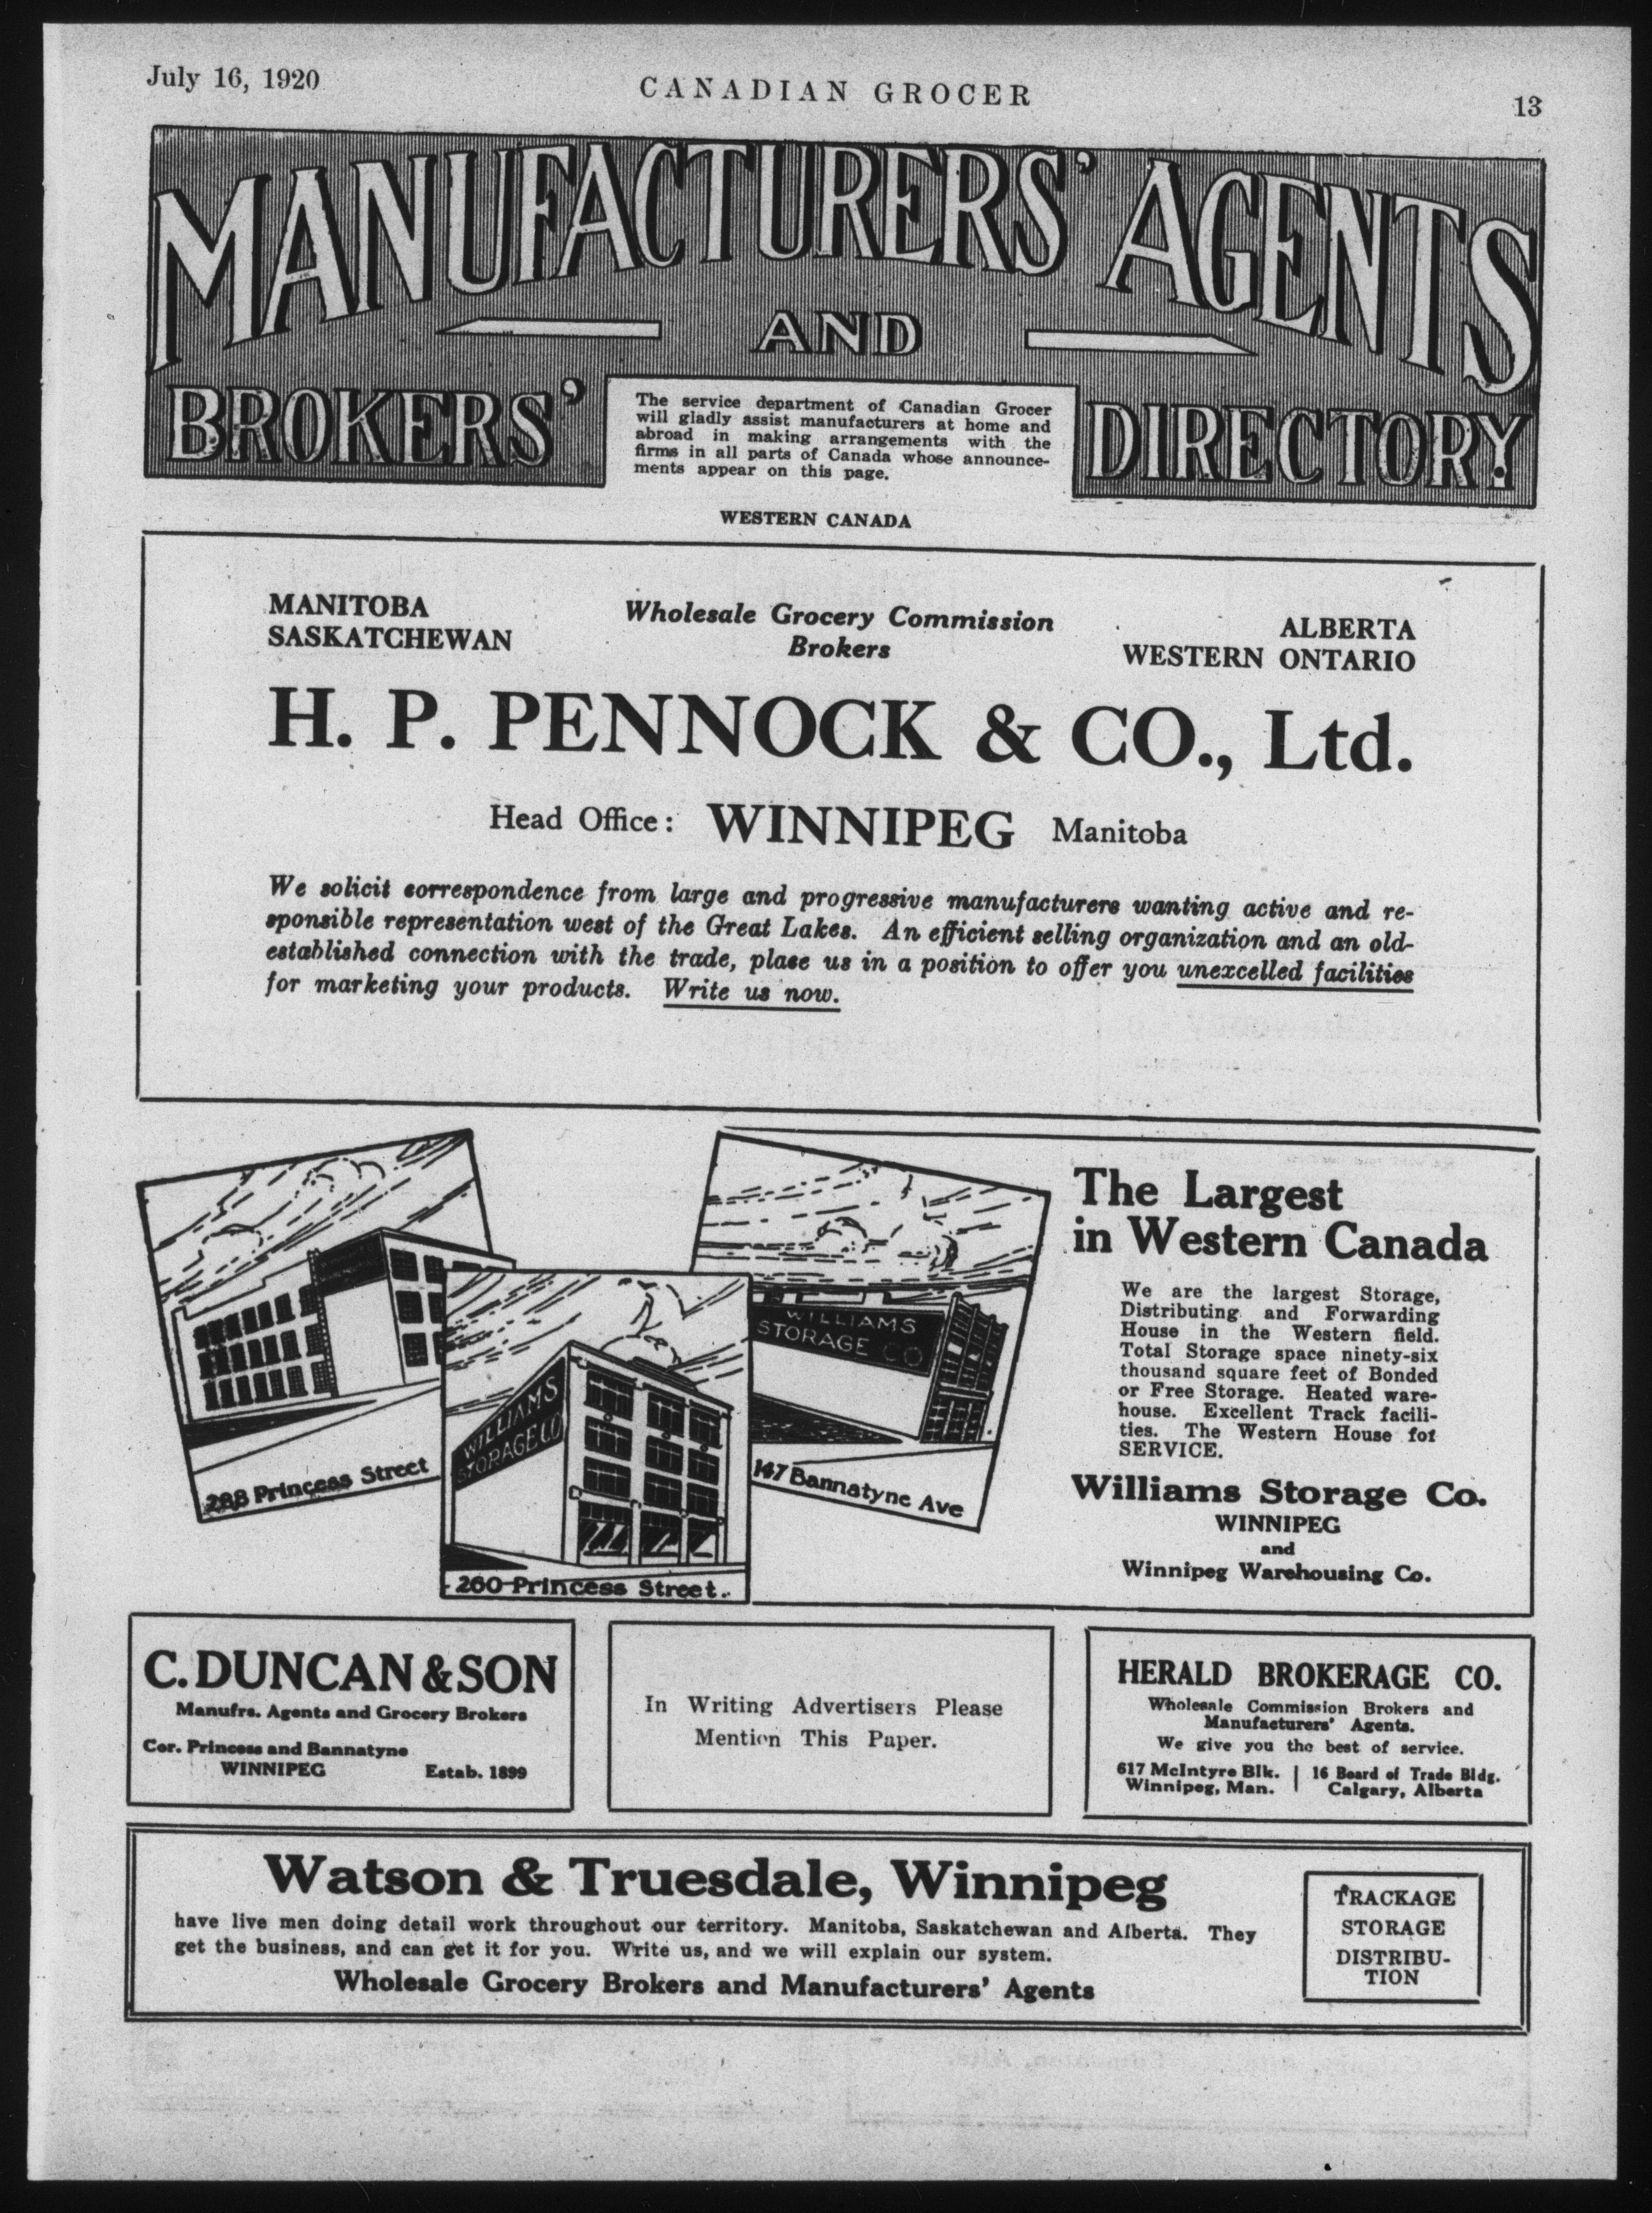 July 16, 1920
CANADIAN GROCER
13
MANUFACTURERS' AGENTS
AND
BROKERS' DIRECTORY
The service department of Canadian Grocer
will gladly assist manufacturers at home and
abroad in making arrangements with the
firms in all parts of Canada whose announce-
ments appear on this page.
WESTERN CANADA
MANITOBA
SASKATCHEWAN
Wholesale Grocery Commission
Brokers
ALBERTA
WESTERN ONTARIO
H. P. PENNOCK & CO., Ltd.
Head Office: WINNIPEG Manitoba
We solicit correspondence from large and progressive manufacturers wanting active and re-
sponsible representation west of the Great Lakes. An efficient selling organization and an old-
established connection with the trade, place us in a position to offer you unexcelled facilities
for marketing your products. Write us now.
288 Princess Street
WILLIAMS
STORAGE CO
260 Princess Street.
WILLIAMS
STORAGE CO
147 Bannatyne Ave
The Largest
in Western Canada
We are the largest Storage,
Distributing and Forwarding
House in the Western field.
Total Storage space ninety-six
thousand square feet of Bonded
or Free Storage. Heated ware-
house. Excellent Track facili-
ties. The Western House for
SERVICE.
Williams Storage Co.
WINNIPEG
and
Winnipeg Warehousing Co.
C. DUNCAN & SON
Manufrs. Agents and Grocery Brokers
Cor. Princess and Bannatyne
WINNIPEG Estab. 1899
In Writing Advertisers Please
Mention This Paper.
HERALD BROKERAGE CO.
Wholesale Commission Brokers and
Manufacturers' Agents.
We give you the best of service.
617 McIntyre Blk. | 16 Board of Trade Bldg.
Winnipeg, Man. | Calgary, Alberta
Watson & Truesdale, Winnipeg
have live men doing detail work throughout our territory. Manitoba, Saskatchewan and Alberta. They
get the business, and can get it for you. Write us, and we will explain our system.
Wholesale Grocery Brokers and Manufacturers' Agents
TRACKAGE
STORAGE
DISTRIBU-
TION